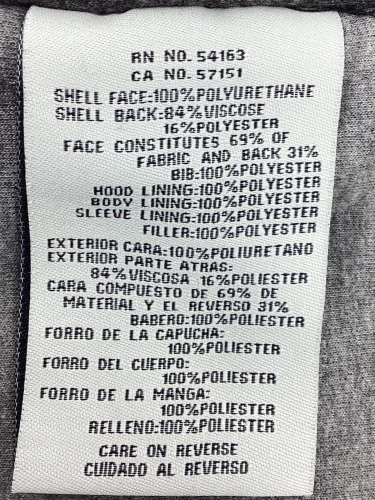 RN NO. 54163
CA NO. 57151
SHELL FACE:100%POLYURETHANE
SHELL BACK:84%VISCOSE
16%POLYESTER
FACE CONSTITUTES 69% OF
FABRIC AND BACK 31%
BIB:100%POLYESTER
HOOD LINING:100%POLYESTER
BODY LINING:100%POLYESTER
SLEEVE LINING:100%POLYESTER
FILLER:100%POLYESTER
EXTERIOR CARA:100%POLIURETANO
EXTERIOR PARTE ATRAS:
84%VISCOSA 16%POLIESTER
CARA COMPUESTO DE 69% DE
MATERIAL Y EL REVERSO 31%
BABERO:100%POLIESTER
FORRO DE LA CAPUCHA:
100%POLIESTER
FORRO DEL CUERPO:
100%POLIESTER
FORRO DE LA MANGA:
100%POLIESTER
RELLENO:100%POLIESTER
CARE ON REVERSE
CUIDADO AL REVERSO